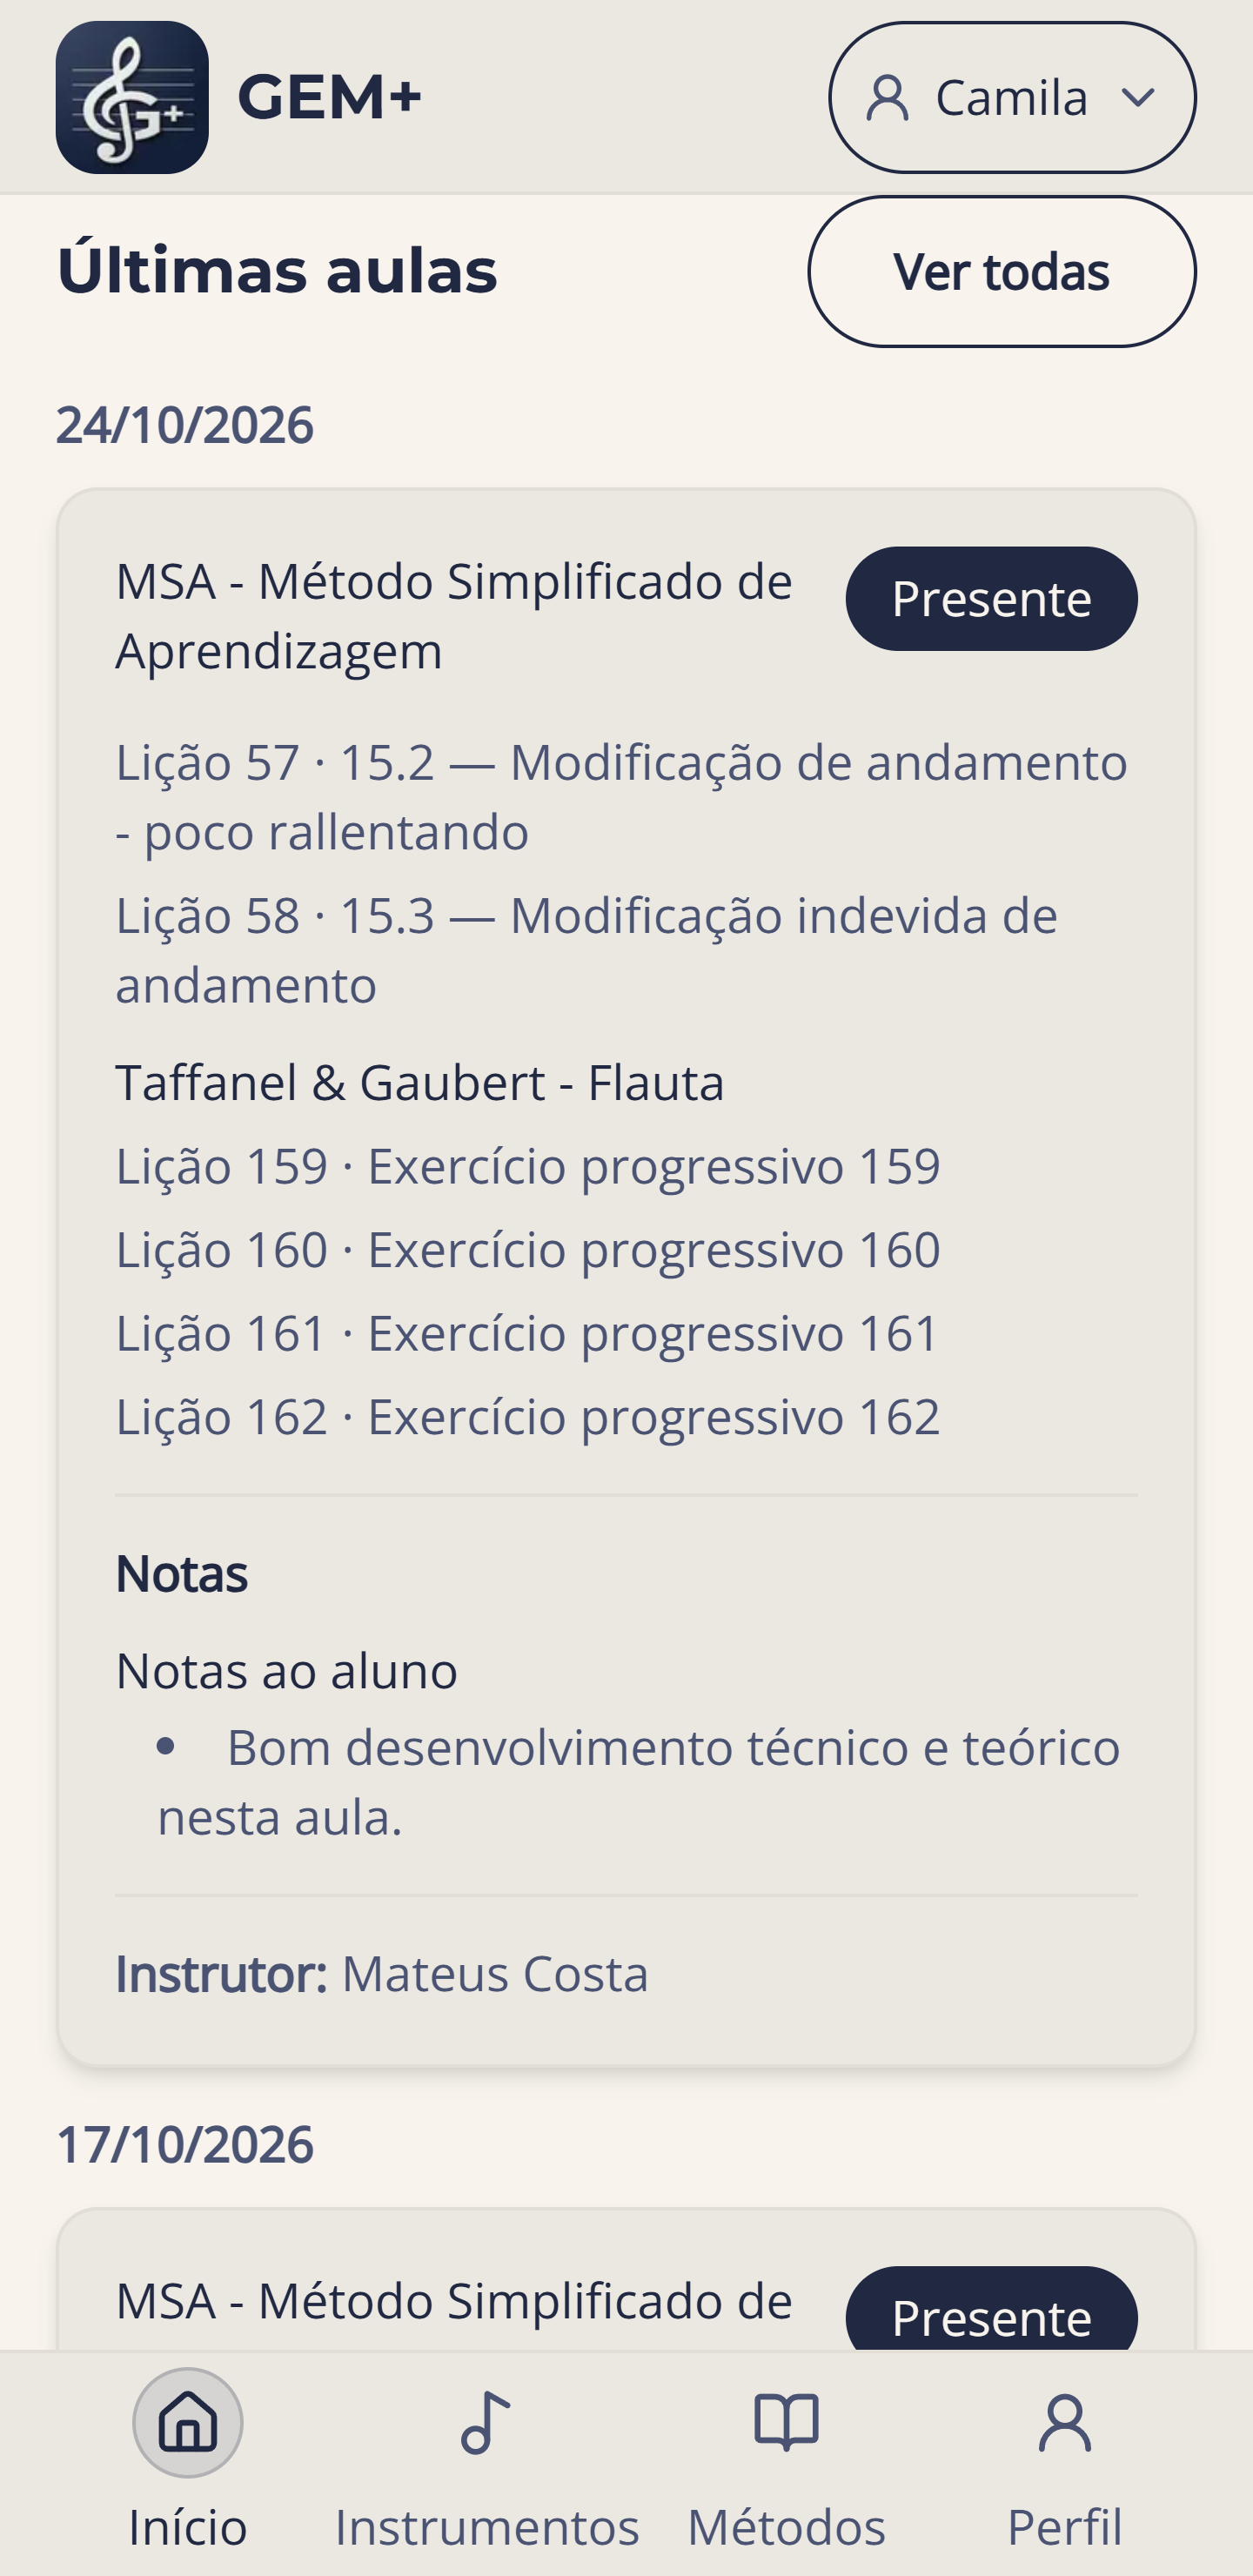 G+
GEM+
Camila
Últimas aulas
Ver todas
24/10/2026
MSA - Método Simplificado de
Aprendizagem
Presente
Lição 57 · 15.2 — Modificação de andamento
- poco rallentando
Lição 58 · 15.3 — Modificação indevida de
andamento
Taffanel & Gaubert - Flauta
Lição 159 · Exercício progressivo 159
Lição 160 · Exercício progressivo 160
Lição 161 · Exercício progressivo 161
Lição 162 · Exercício progressivo 162
Notas
Notas ao aluno
• Bom desenvolvimento técnico e teórico
nesta aula.
Instrutor: Mateus Costa
17/10/2026
MSA - Método Simplificado de
Presente
Início
Instrumentos
Métodos
Perfil